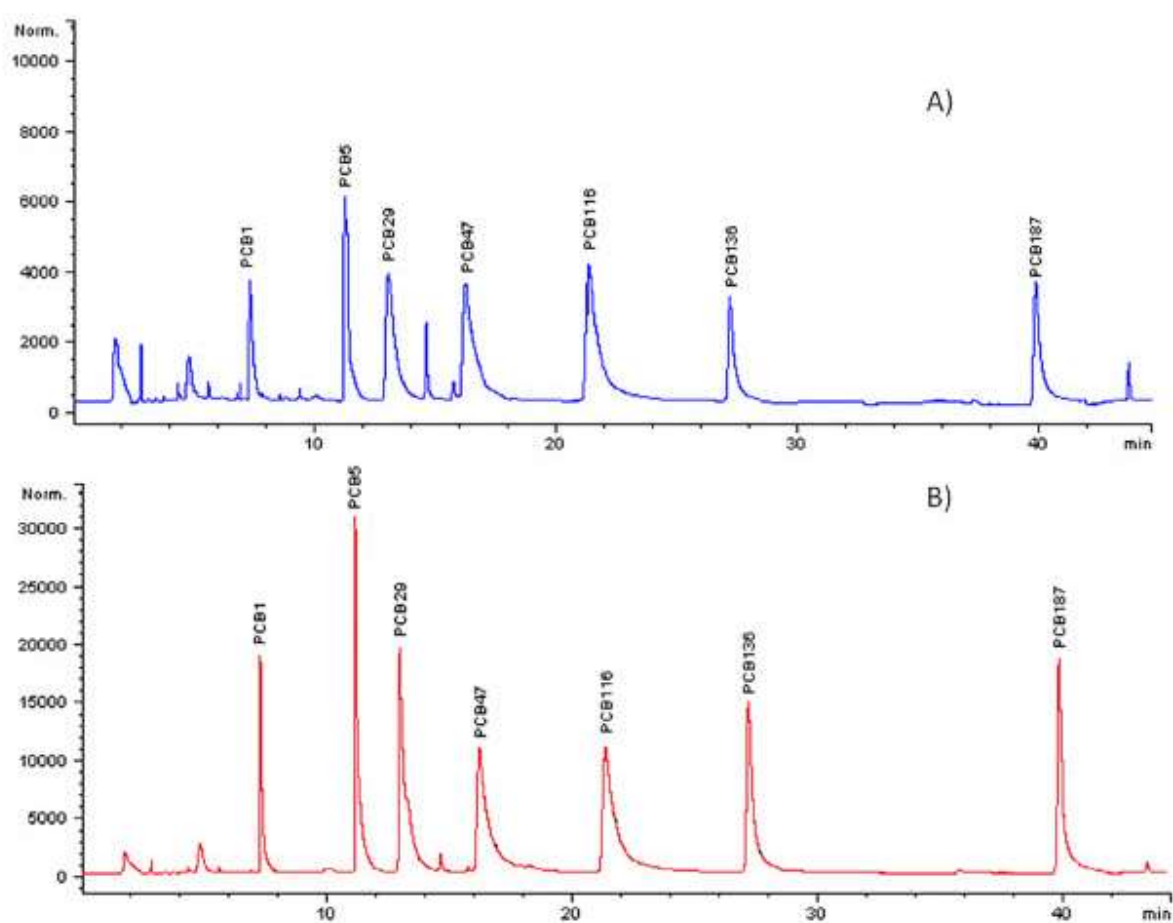 Norm.
10000
8000
6000
4000
2000
0
A)
PCB1
PCB5
PCB29
PCB47
PCB116
PCB136
PCB187
10 20 30 40 min
Norm.
30000
25000
20000
15000
10000
5000
0
B)
PCB1
PCB5
PCB29
PCB47
PCB116
PCB136
PCB187
10 20 30 40 min